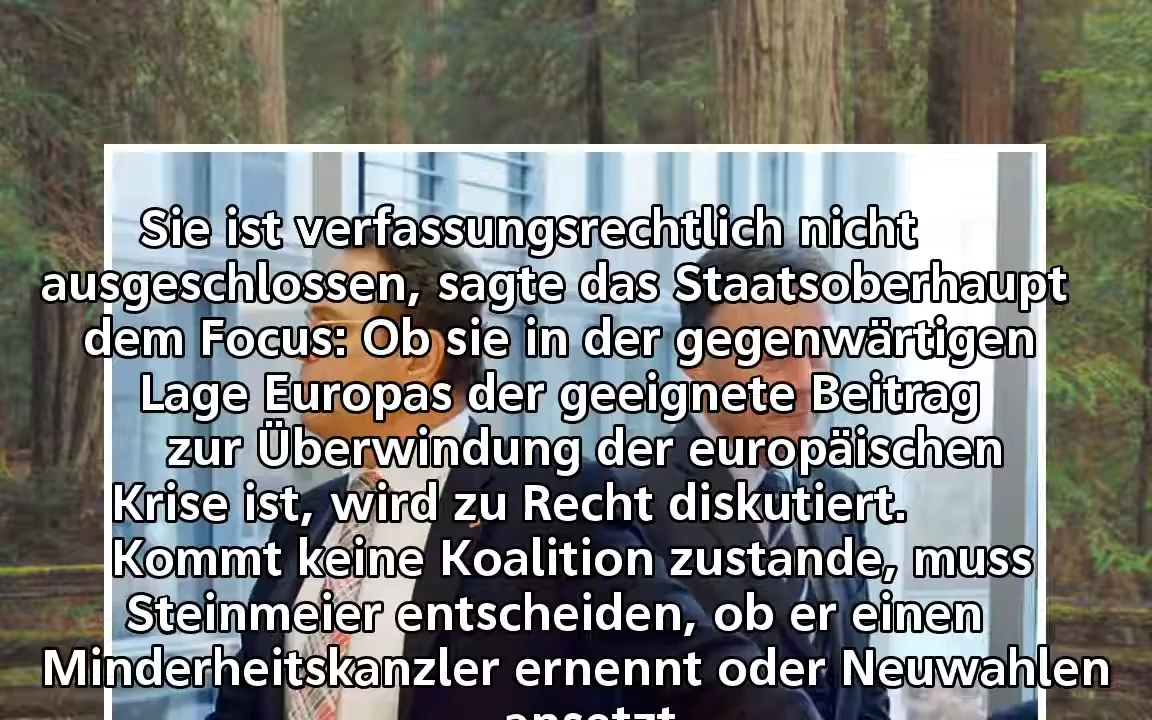 Sie ist verfassungsrechtlich nicht
ausgeschlossen, sagte das Staatsoberhaupt
dem Focus: Ob sie in der gegenwärtigen
Lage Europas der geeignete Beitrag
zur Überwindung der europäischen
Krise ist, wird zu Recht diskutiert.
Kommt keine Koalition zustande, muss
Steinmeier entscheiden, ob er einen
Minderheitskanzler ernennt oder Neuwahlen
ansetzt